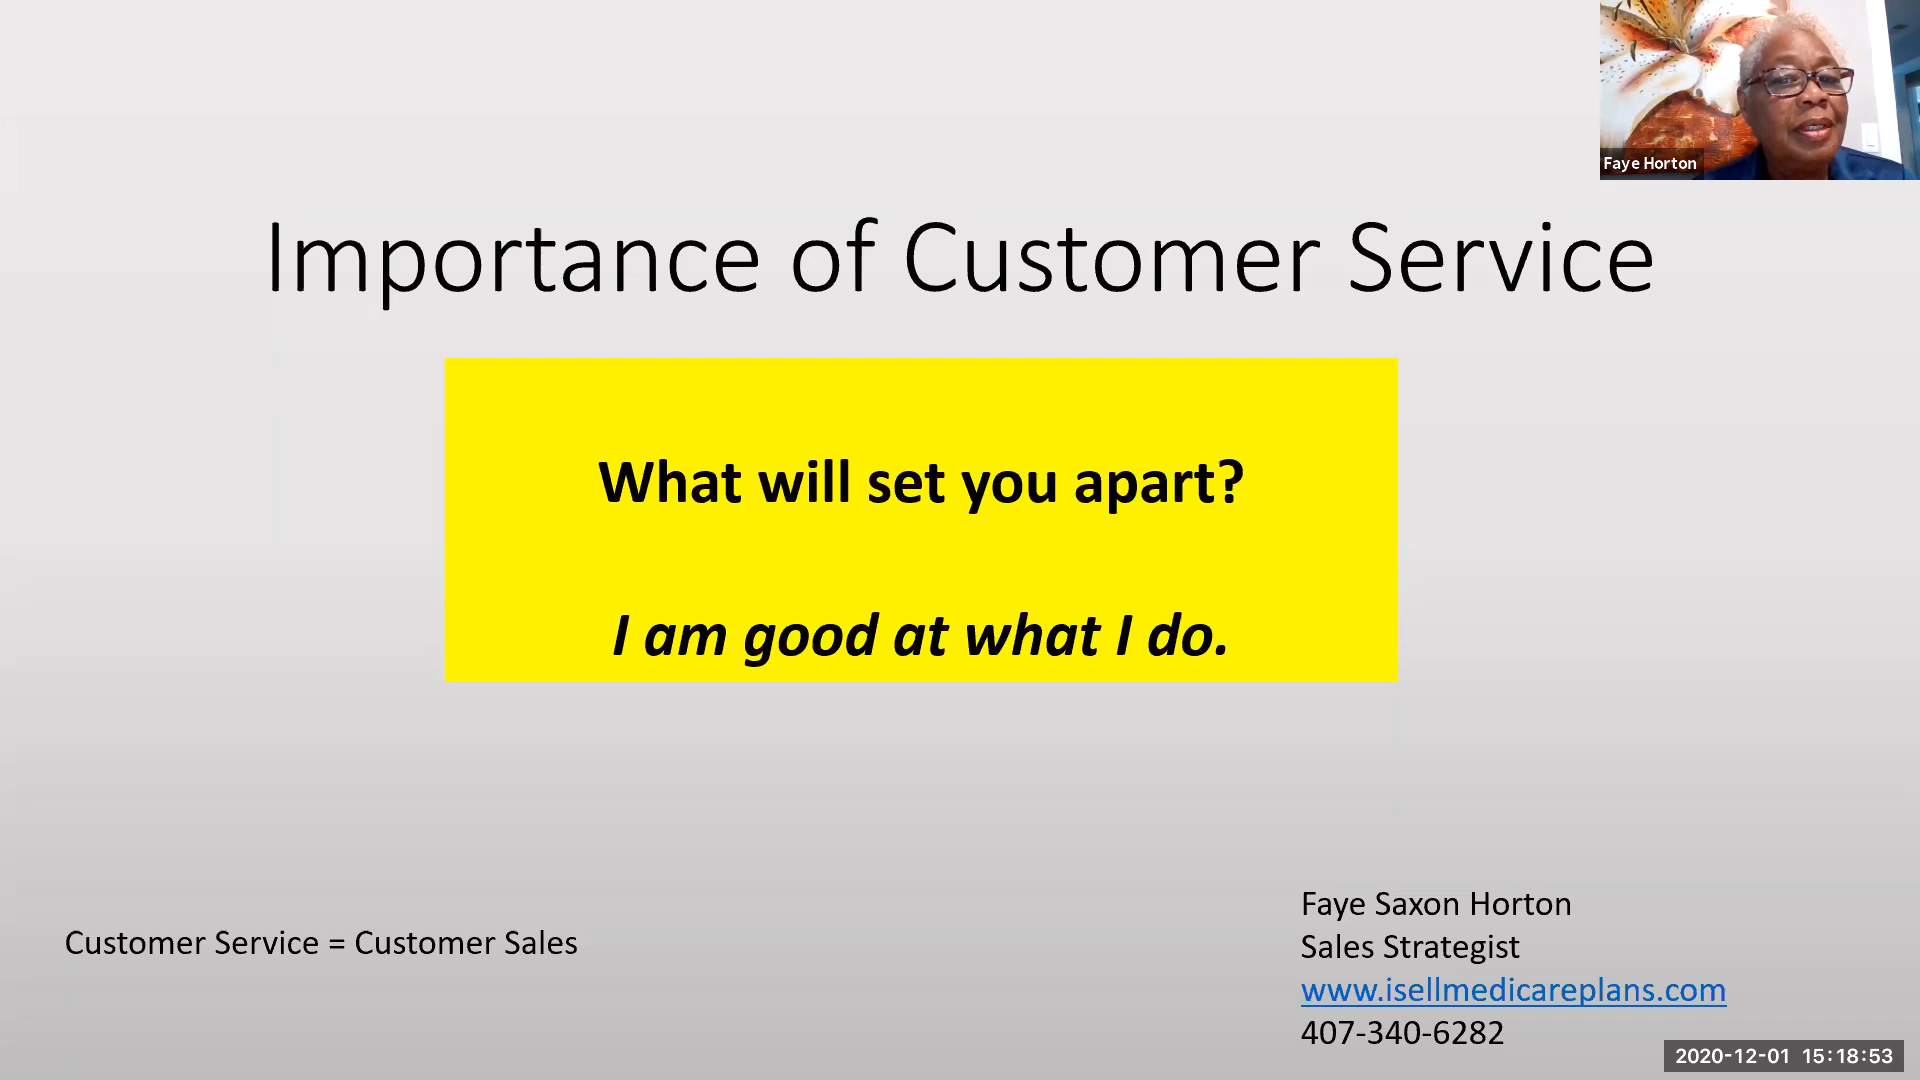 Faye Horton
Importance of Customer Service
What will set you apart?
I am good at what I do.
Customer Service = Customer Sales
Faye Saxon Horton
Sales Strategist
www.isellmedicareplans.com
407-340-6282
2020-12-01 15:18:53